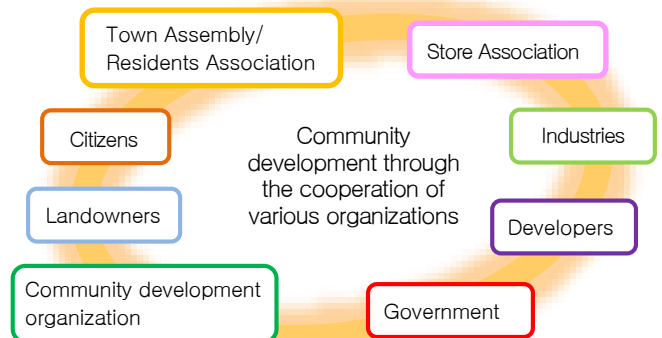 Town Assembly/
Residents Association
Store Association
Citizens
Industries
Community
development through
the cooperation of
various organizations
Landowners
Developers
Community development
organization
Government